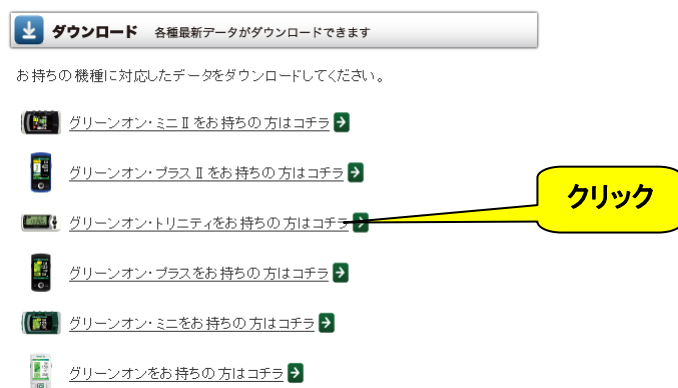 ダウンロード 各種最新データがダウンロードできます
お持ちの機種に対応したデータをダウンロードしてください。
グリーンオン・ミニⅡをお持ちの方はコチラ
グリーンオン・プラスⅡをお持ちの方はコチラ
グリーンオン・トリニティをお持ちの方はコチラ
クリック
グリーンオン・プラスをお持ちの方はコチラ
グリーンオン・ミニをお持ちの方はコチラ
グリーンオンをお持ちの方はコチラ